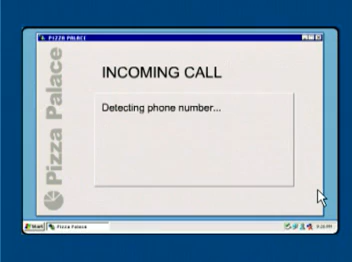 PIZZA PALACE
Pizza Palace
INCOMING CALL
Detecting phone number...
Start
Pizza Palace